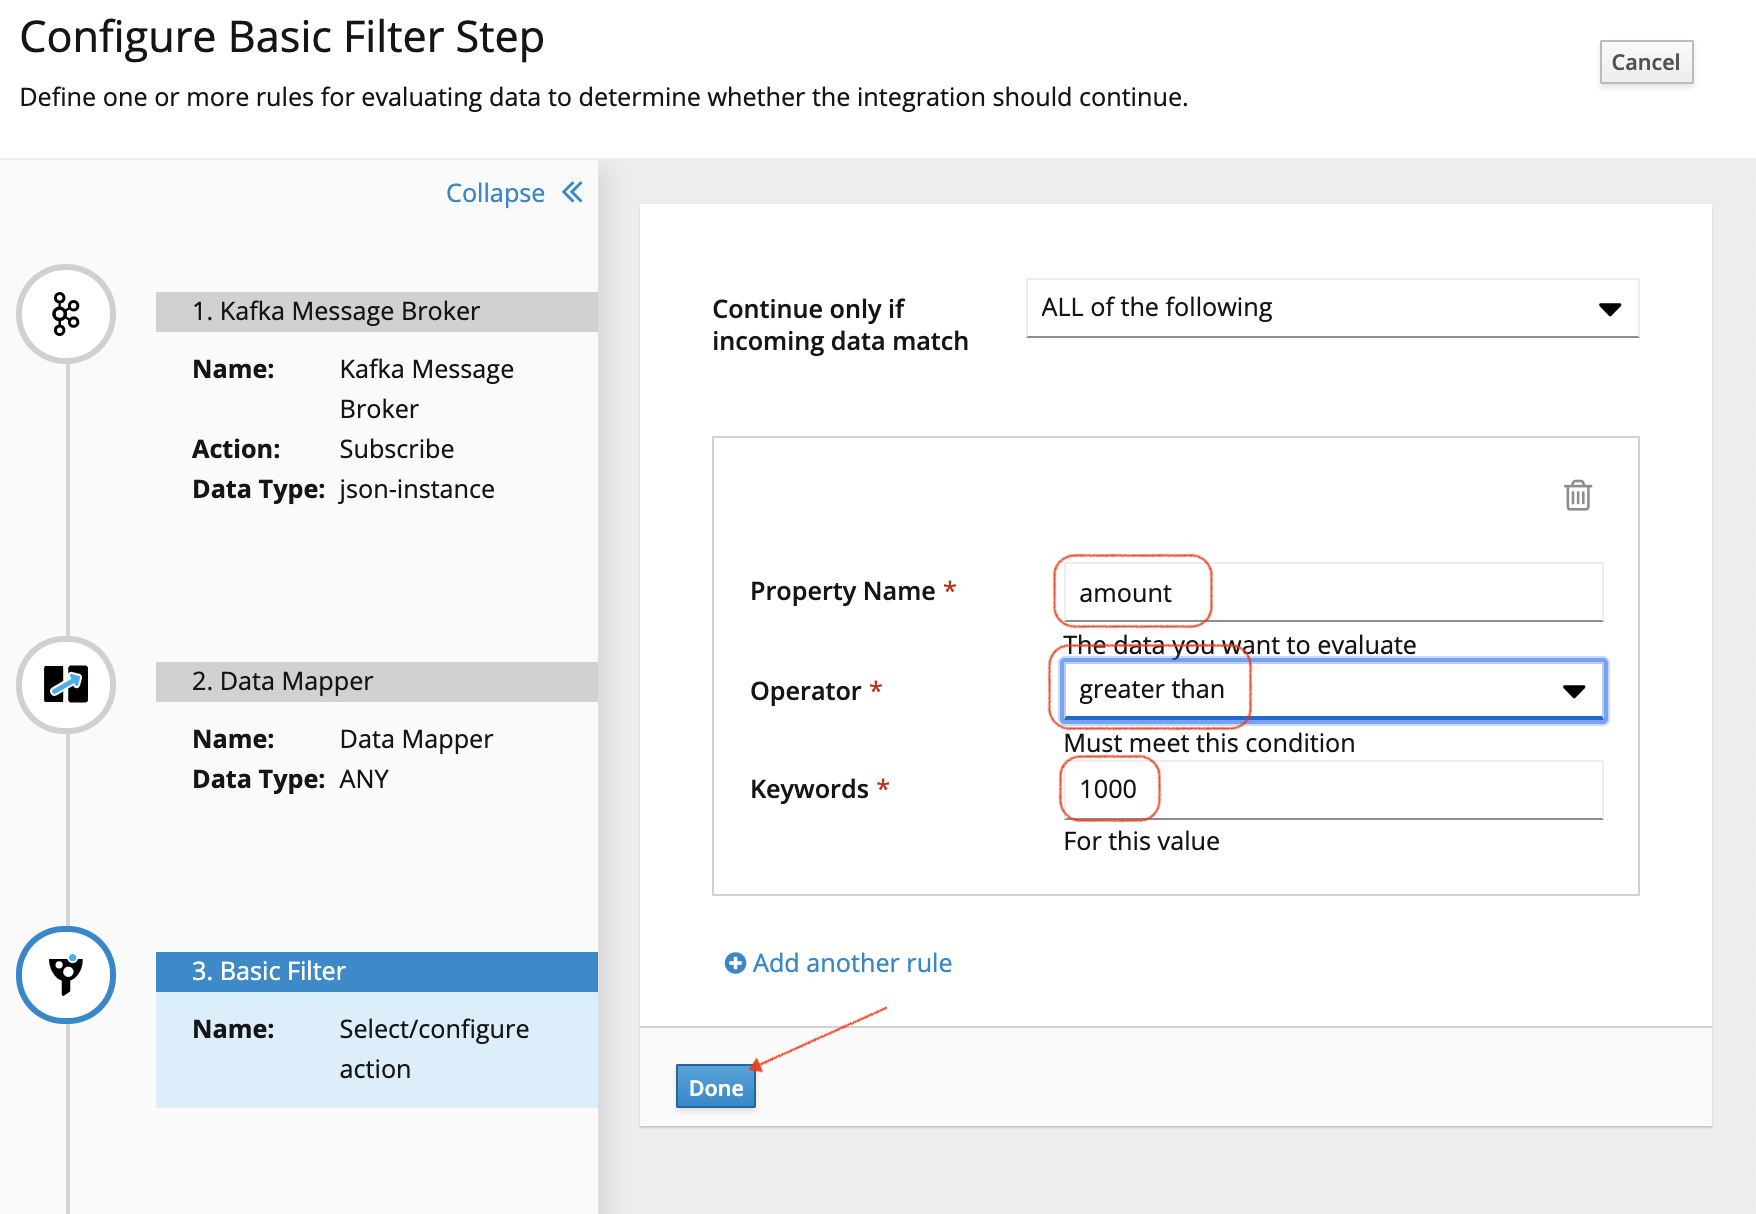 Configure Basic Filter Step
Cancel
Define one or more rules for evaluating data to determine whether the integration should continue.
Collapse
1. Kafka Message Broker
Name: Kafka Message
Broker
Action: Subscribe
Data Type: json-instance
2. Data Mapper
Name: Data Mapper
Data Type: ANY
3. Basic Filter
Name: Select/configure
action
Continue only if
incoming data match
ALL of the following
Property Name *
amount
The data you want to evaluate
Operator *
greater than
Must meet this condition
Keywords *
1000
For this value
Add another rule
Done